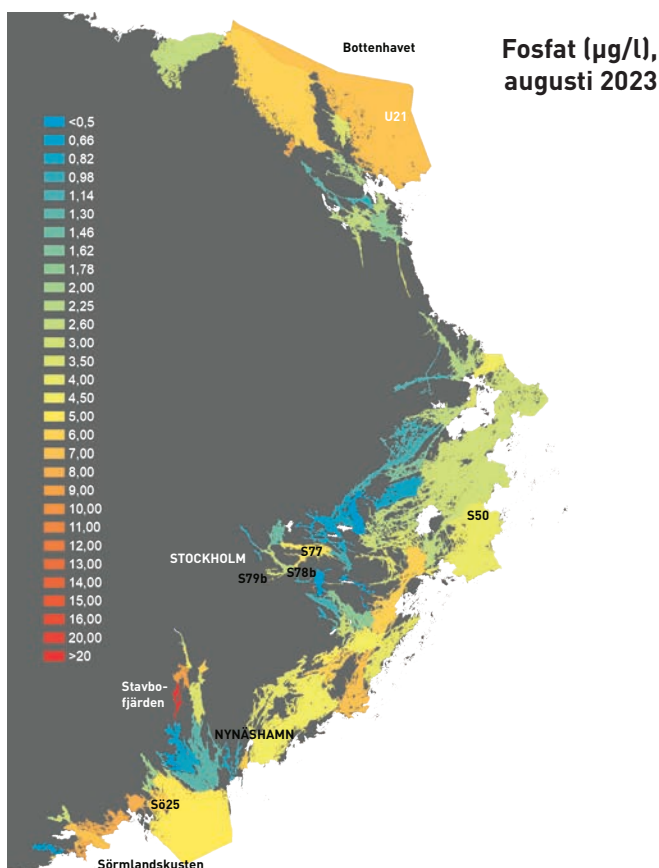 Bottenhavet
Fosfat (µg/l),
augusti 2023
U21
<0,5
0,66
0,82
0,98
1,14
1,30
1,46
1,62
1,78
2,00
2,25
2,60
3,00
3,50
4,00
4,50
5,00
6,00
7,00
8,00
9,00
10,00
11,00
12,00
13,00
14,00
15,00
16,00
20,00
>20
S50
STOCKHOLM
S77
S78b
S79b
Stavbo-
fjärden
NYNÄSHAMN
Sö25
Sörmlandskusten